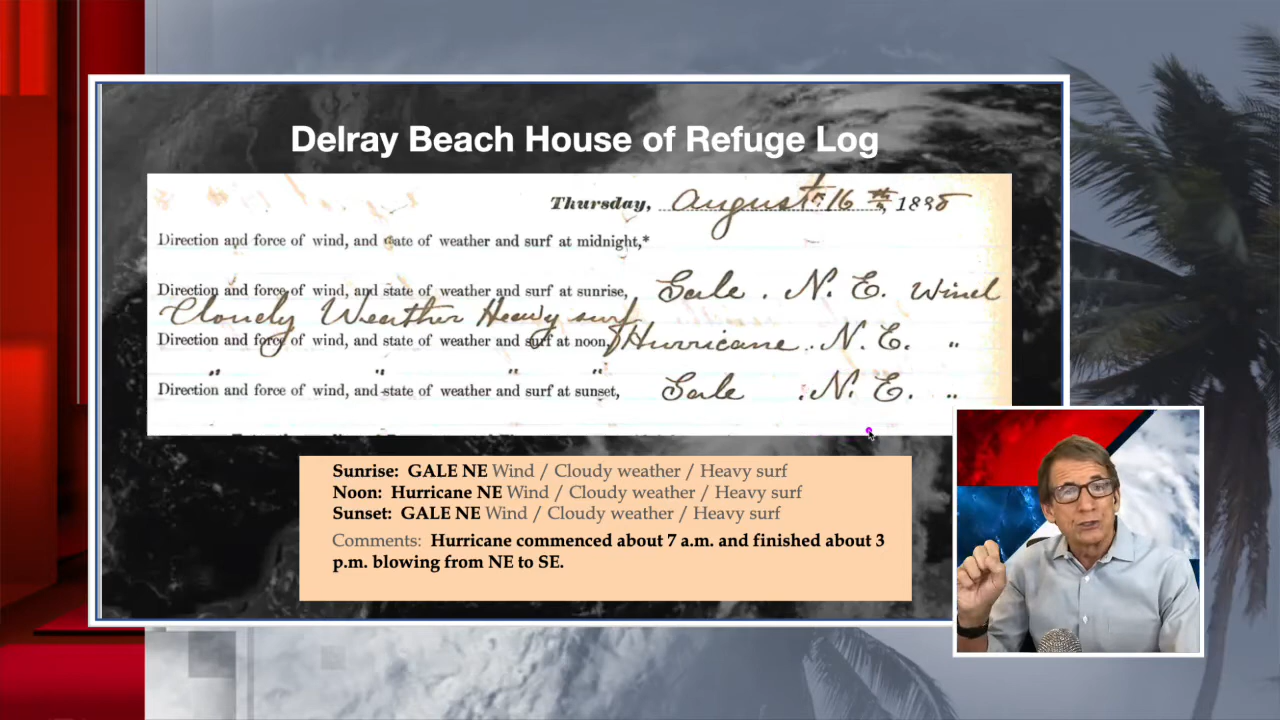 Delray Beach House of Refuge Log
Thursday, August 16th, 1888
Direction and force of wind, and state of weather and surf at midnight,*
Direction and force of wind, and state of weather and surf at sunrise, Gale . N. E. Wind
Cloudy Weather Heavy surf
Direction and force of wind, and state of weather and surf at noon, Hurricane . N. E. "
" " " "
Direction and force of wind, and state of weather and surf at sunset, Gale . N. E. "
Sunrise: GALE NE Wind / Cloudy weather / Heavy surf
Noon: Hurricane NE Wind / Cloudy weather / Heavy surf
Sunset: GALE NE Wind / Cloudy weather / Heavy surf
Comments: Hurricane commenced about 7 a.m. and finished about 3
p.m. blowing from NE to SE.